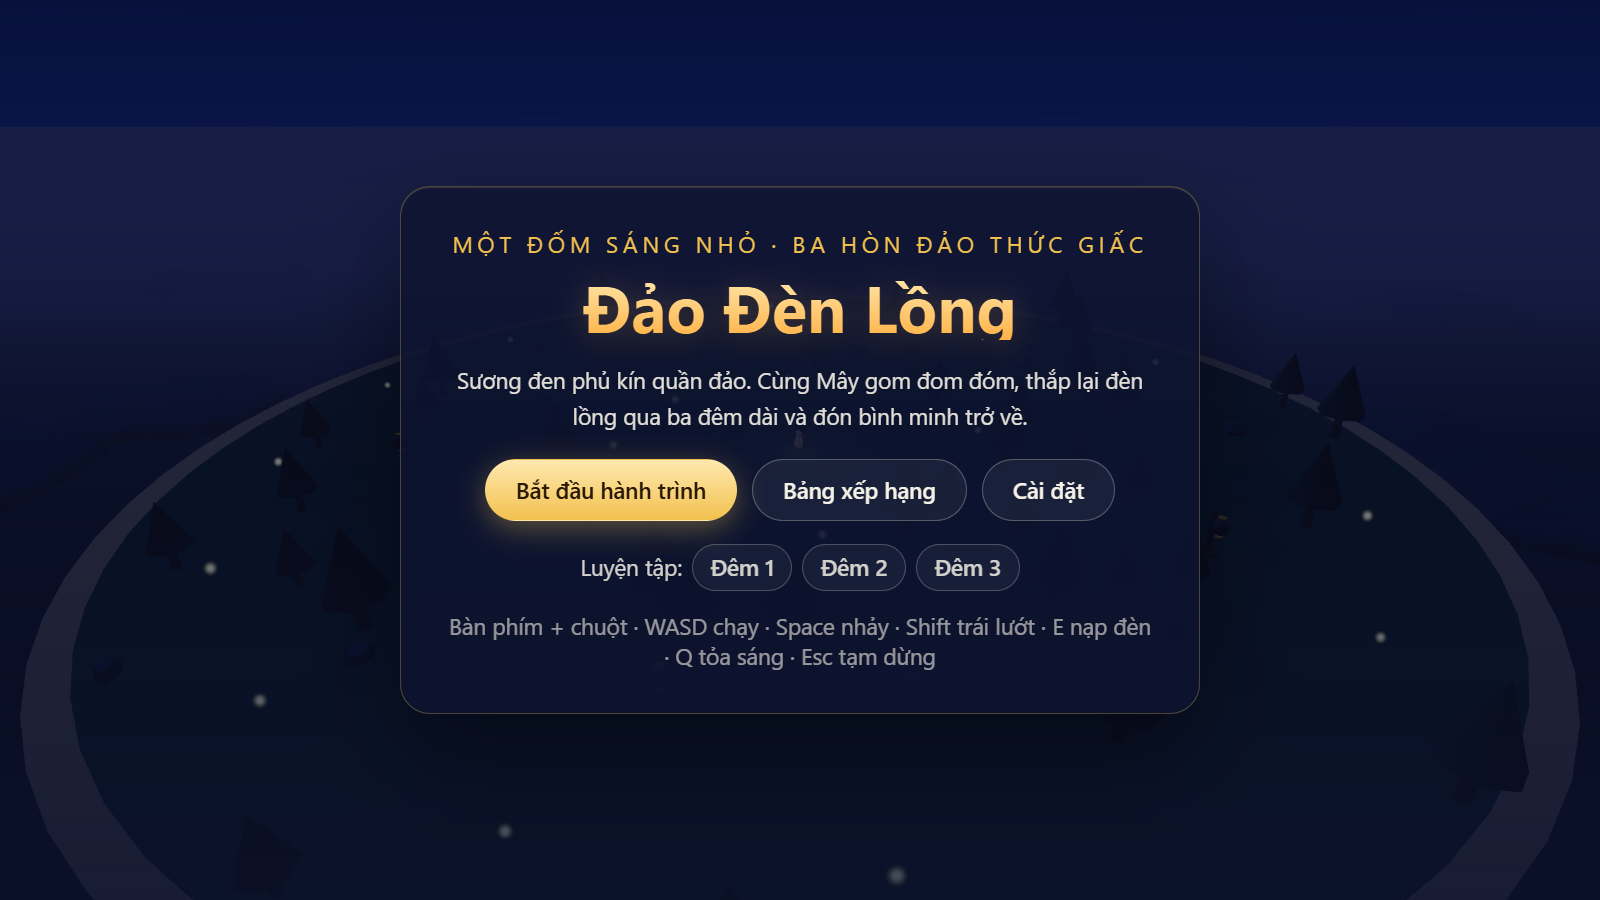 MỘT ĐỐM SÁNG NHỎ · BA HÒN ĐẢO THỨC GIẤC
Đảo Đèn Lồng
Sương đen phủ kín quần đảo. Cùng Mây gom đom đóm, thắp lại đèn
lồng qua ba đêm dài và đón bình minh trở về.
Bắt đầu hành trình Bảng xếp hạng Cài đặt
Luyện tập: Đêm 1 Đêm 2 Đêm 3
Bàn phím + chuột · WASD chạy · Space nhảy · Shift trái lướt · E nạp đèn
· Q tỏa sáng · Esc tạm dừng